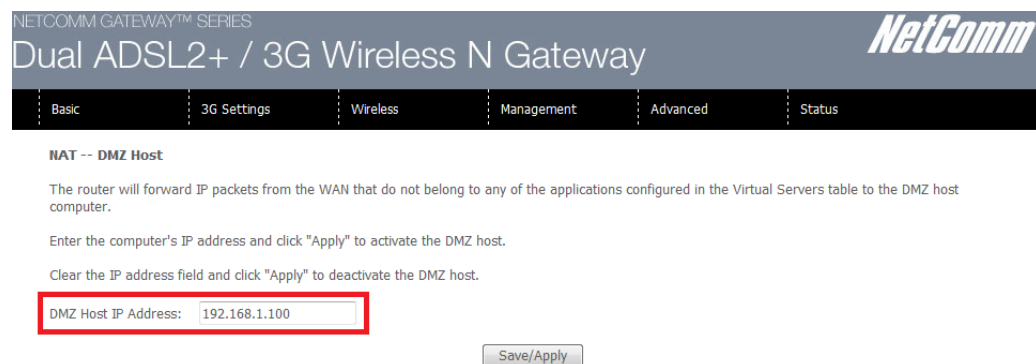 NETCOMM GATEWAY™ SERIES
Dual ADSL2+ / 3G Wireless N Gateway
NetComm
Basic 3G Settings Wireless Management Advanced Status
NAT -- DMZ Host
The router will forward IP packets from the WAN that do not belong to any of the applications configured in the Virtual Servers table to the DMZ host
computer.
Enter the computer's IP address and click "Apply" to activate the DMZ host.
Clear the IP address field and click "Apply" to deactivate the DMZ host.
DMZ Host IP Address: 192.168.1.100
Save/Apply